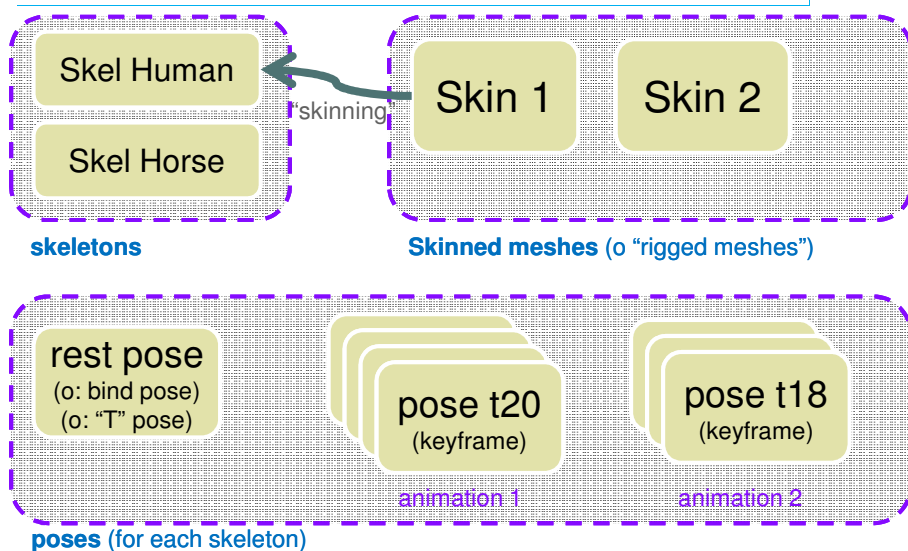 Skel Human
Skel Horse
"skinning"
Skin 1
Skin 2
skeletons
Skinned meshes (o "rigged meshes")
rest pose
(o: bind pose)
(o: "T" pose)
pose t20
(keyframe)
animation 1
pose t18
(keyframe)
animation 2
poses (for each skeleton)